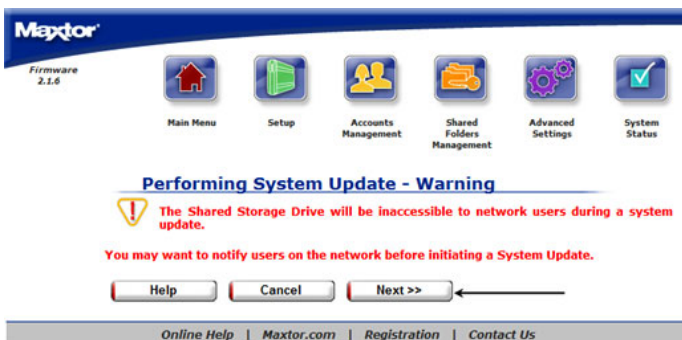 Maxtor
Firmware
2.1.6
Main Menu
Setup
Accounts
Management
Shared
Folders
Management
Advanced
Settings
System
Status
Performing System Update - Warning
The Shared Storage Drive will be inaccessible to network users during a system
update.
You may want to notify users on the network before initiating a System Update.
Help
Cancel
Next >>
Online Help | Maxtor.com | Registration | Contact Us